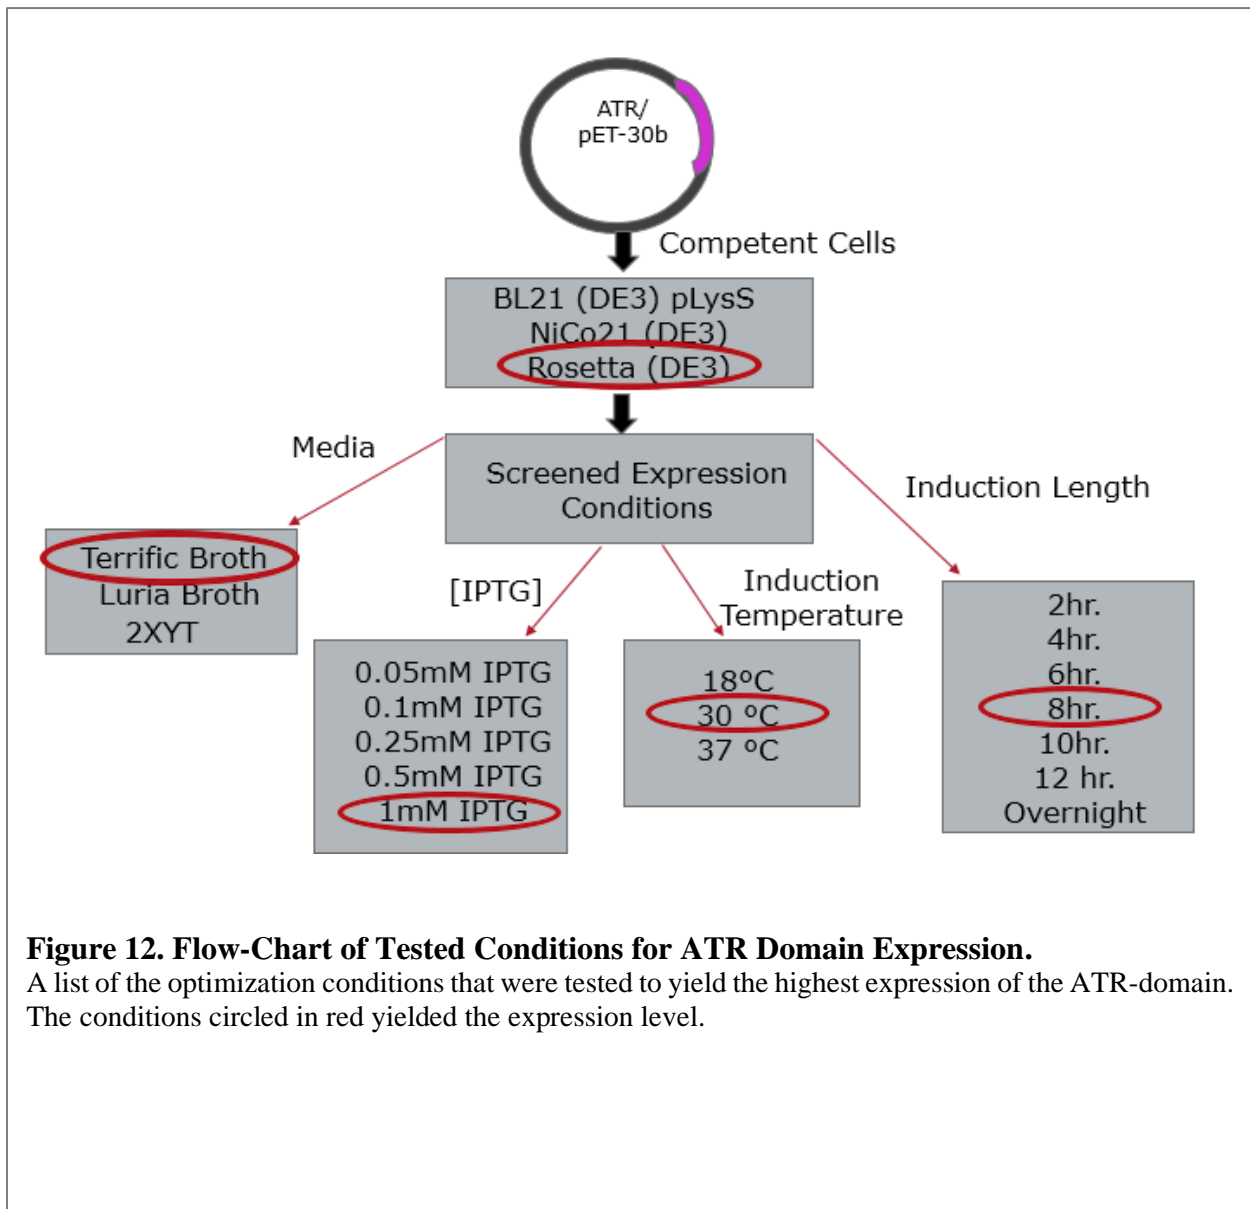 ATR/
pET-30b
Competent Cells
BL21 (DE3) pLysS
NiCo21 (DE3)
Rosetta (DE3)
Media
Screened Expression
Conditions
Induction Length
Terrific Broth
Luria Broth
2XYT
[IPTG]
0.05mM IPTG
0.1mM IPTG
0.25mM IPTG
0.5mM IPTG
1mM IPTG
Induction
Temperature
18ºC
30 ºC
37 ºC
2hr.
4hr.
6hr.
8hr.
10hr.
12 hr.
Overnight
Figure 12. Flow-Chart of Tested Conditions for ATR Domain Expression.
A list of the optimization conditions that were tested to yield the highest expression of the ATR-domain.
The conditions circled in red yielded the expression level.